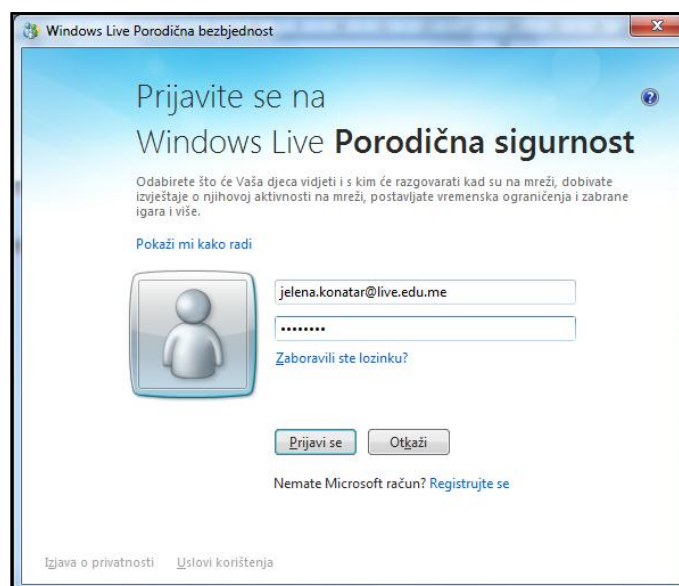 Windows Live Porodična bezbjednost
Prijavite se na
Windows Live Porodična sigurnost
Odabirete što će Vaša djeca vidjeti i s kim će razgovarati kad su na mreži, dobivate
izvještaje o njihovoj aktivnosti na mreži, postavljate vremenska ograničenja i zabrane
igara i više.
Pokaži mi kako radi
jelena.konatar@live.edu.me
••••••••
Zaboravili ste lozinku?
Prijavi se Otkaži
Nemate Microsoft račun? Registrujte se
Izjava o privatnosti Uslovi korištenja